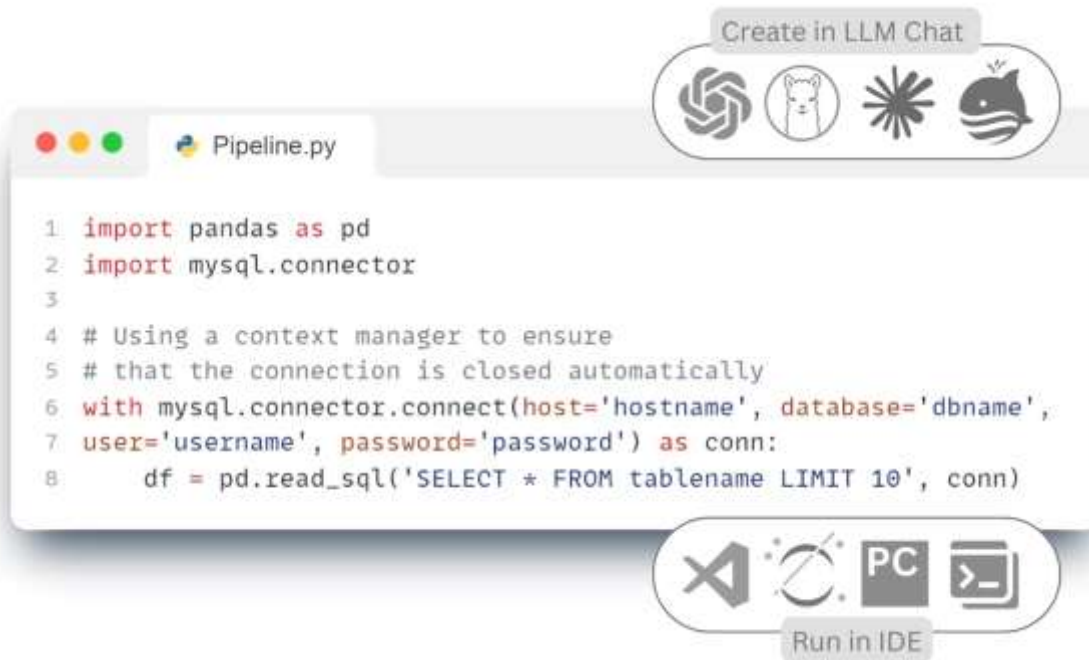 Create in LLM Chat
Pipeline.py
1 import pandas as pd
2 import mysql.connector
3
4 # Using a context manager to ensure
5 # that the connection is closed automatically
6 with mysql.connector.connect(host='hostname', database='dbname',
7 user='username', password='password') as conn:
8     df = pd.read_sql('SELECT * FROM tablename LIMIT 10', conn)
PC
>_
Run in IDE